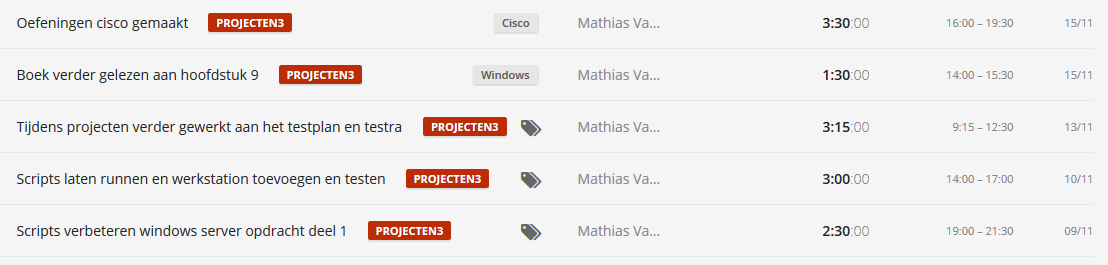 Oefeningen cisco gemaakt PROJECTEN3 Cisco Mathias Va... 3:30:00 16:00 – 19:30 15/11
Boek verder gelezen aan hoofdstuk 9 PROJECTEN3 Windows Mathias Va... 1:30:00 14:00 – 15:30 15/11
Tijdens projecten verder gewerkt aan het testplan en testra PROJECTEN3 Mathias Va... 3:15:00 9:15 – 12:30 13/11
Scripts laten runnen en werkstation toevoegen en testen PROJECTEN3 Mathias Va... 3:00:00 14:00 – 17:00 10/11
Scripts verbeteren windows server opdracht deel 1 PROJECTEN3 Mathias Va... 2:30:00 19:00 – 21:30 09/11